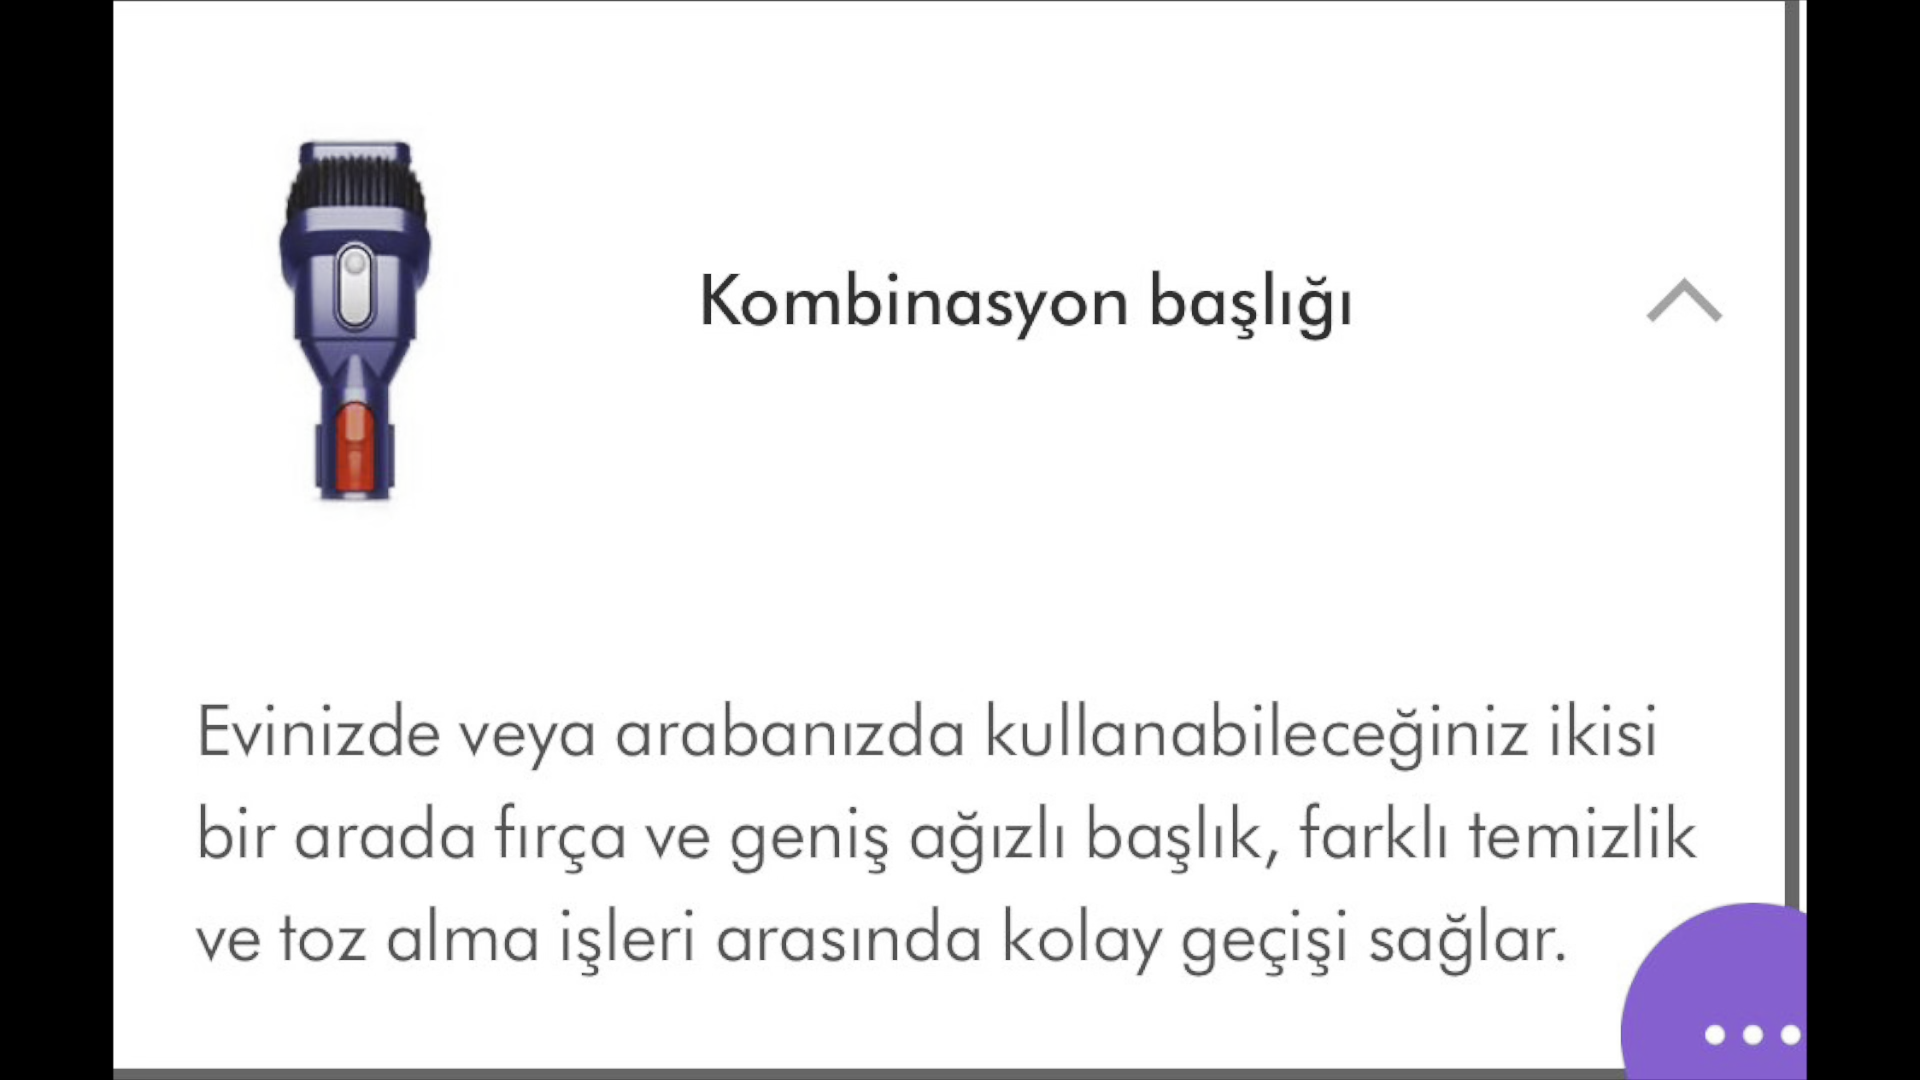 Kombinasyon başlığı
Evinizde veya arabanızda kullanabileceğiniz ikisi
bir arada fırça ve geniş ağızlı başlık, farklı temizlik
ve toz alma işleri arasında kolay geçişi sağlar.